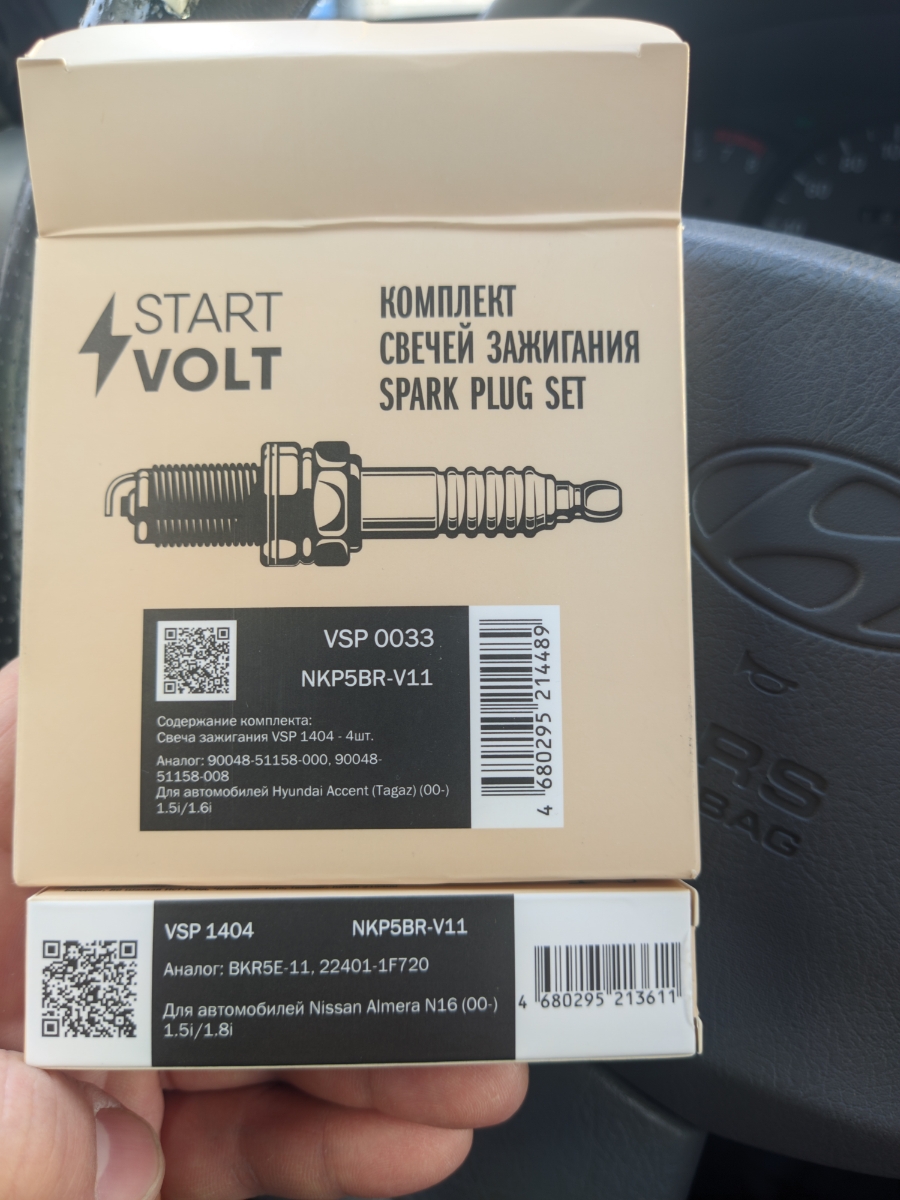 START
VOLT
КОМПЛЕКТ
СВЕЧЕЙ ЗАЖИГАНИЯ
SPARK PLUG SET
VSP 0033
NKP5BR-V11
Содержание комплекта:
Свеча зажигания VSP 1404 - 4шт.
Аналог: 90048-51158-000, 90048-
51158-008
Для автомобилей Hyundai Accent (Tagaz) (00-)
1.5i/1.6i
4 680295 214489
RS
BAG
VSP 1404
NKP5BR-V11
Аналог: BKR5E-11, 22401-1F720
Для автомобилей Nissan Almera N16 (00-)
1.5i/1.8i
4 680295 213611